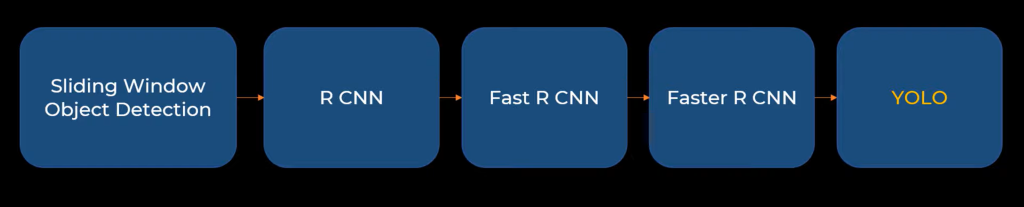 Sliding Window
Object Detection
R CNN
Fast R CNN
Faster R CNN
YOLO